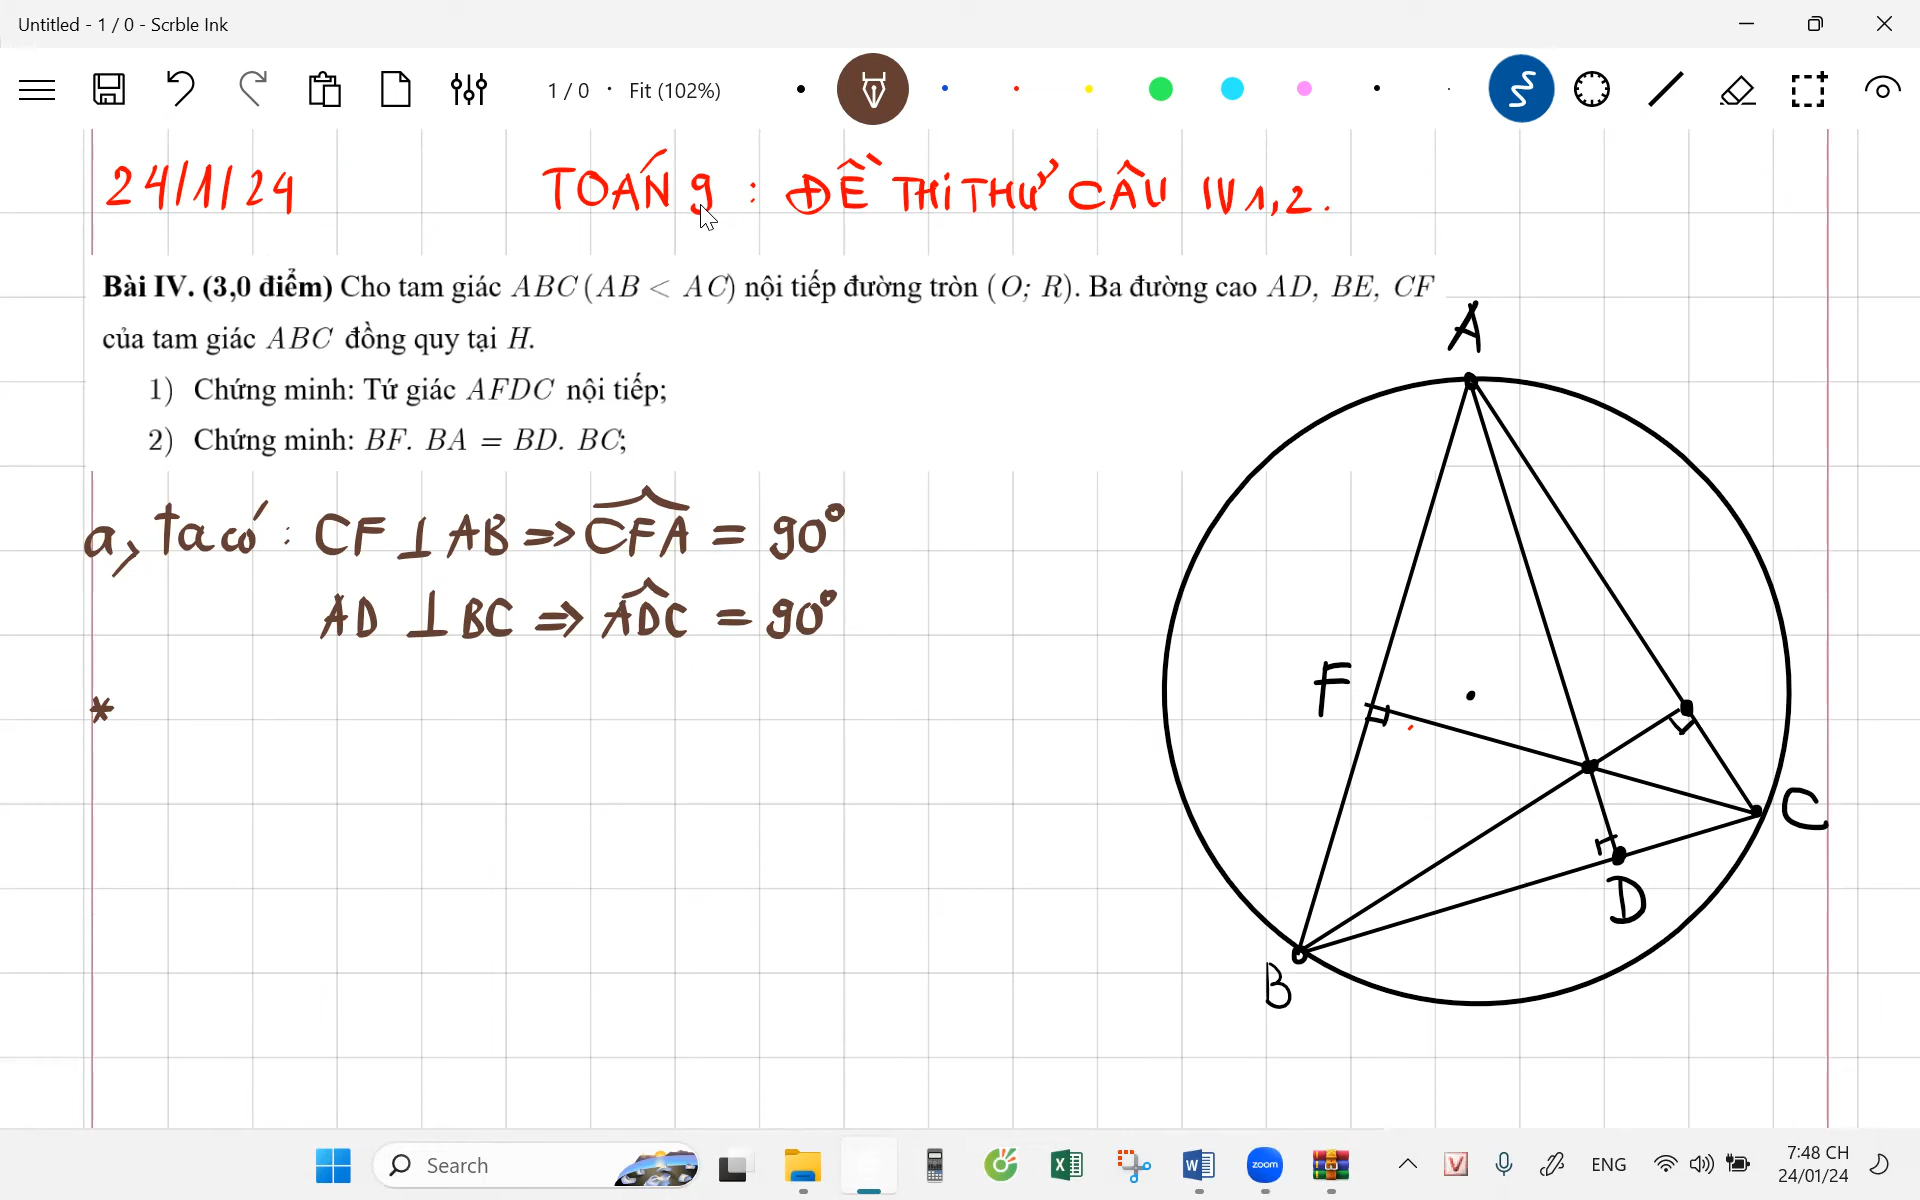 Untitled - 1 / 0 - Scrble Ink
1 / 0 · Fit (102%)
24/1/24 TOÁN 9 : ĐỀ THI THỬ CÂU IV 1, 2.
Bài IV. (3,0 điểm) Cho tam giác ABC (AB < AC) nội tiếp đường tròn (O; R). Ba đường cao AD, BE, CF
của tam giác ABC đồng quy tại H.
1) Chứng minh: Tứ giác AFDC nội tiếp;
2) Chứng minh: BF. BA = BD. BC;
a, ta có : CF ⊥ AB => \widehat{CFA} = 90°
AD ⊥ BC => \widehat{ADC} = 90°
*
A
F
C
D
B
Search
zoom
ENG
7:48 CH
24/01/24